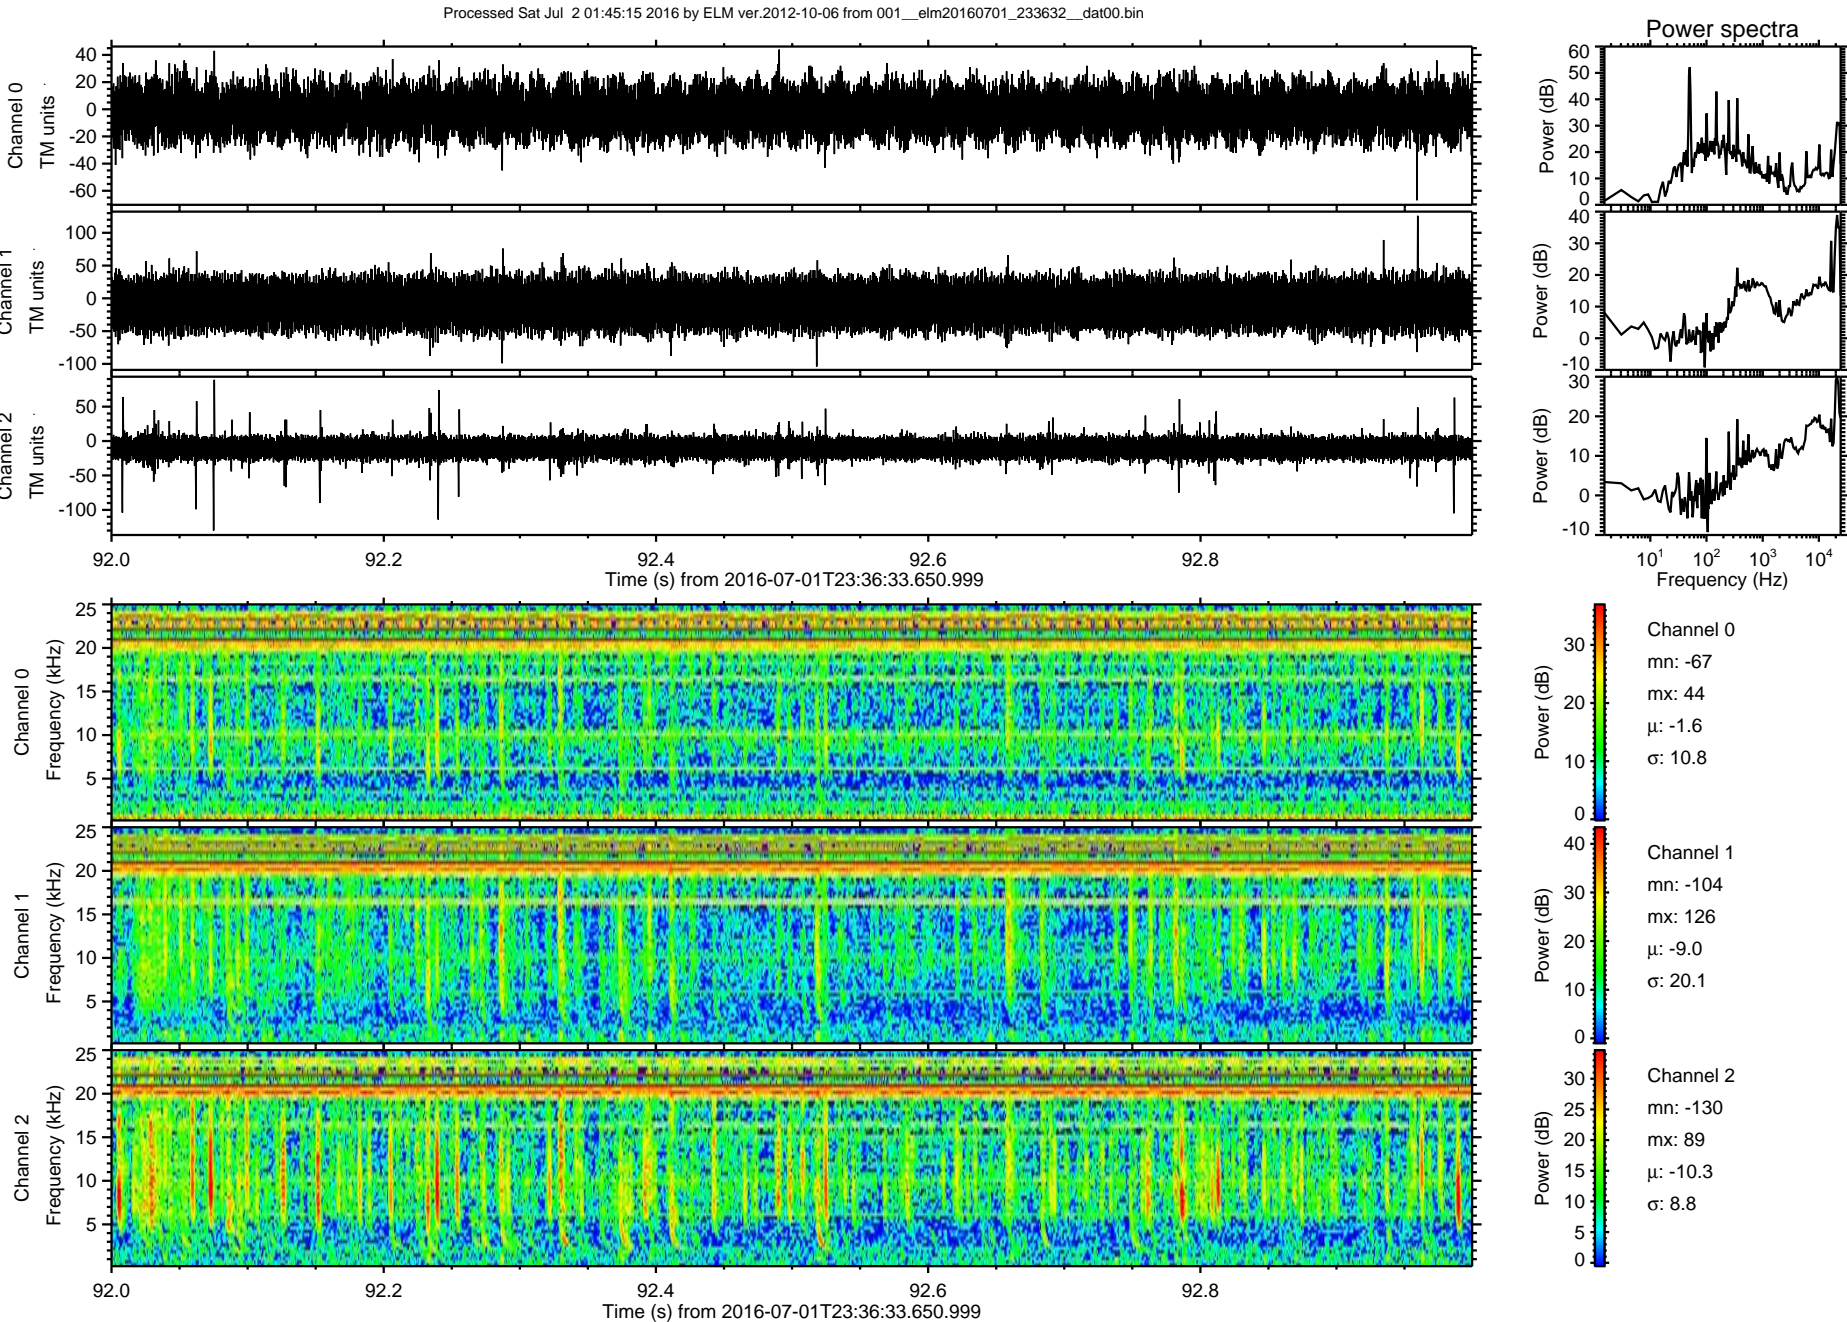 Processed Sat Jul 2 01:45:15 2016 by ELM ver.2012-10-06 from 001__elm20160701_233632__dat00.bin
Power spectra
Channel 0
TM units
40
20
0
-20
-40
-60
Power (dB)
60
50
40
30
20
10
0
Channel 1
TM units
100
50
0
-50
-100
Power (dB)
40
30
20
10
0
-10
Channel 2
TM units
50
0
-50
-100
Power (dB)
30
20
10
0
-10
92.0 92.2 92.4 92.6 92.8
Time (s) from 2016-07-01T23:36:33.650.999
10¹ 10² 10³ 10⁴
Frequency (Hz)
Channel 0
Frequency (kHz)
25
20
15
10
5
Power (dB)
30
20
10
0
Channel 0
mn: -67
mx: 44
μ: -1.6
σ: 10.8
Channel 1
Frequency (kHz)
25
20
15
10
5
Power (dB)
40
30
20
10
0
Channel 1
mn: -104
mx: 126
μ: -9.0
σ: 20.1
Channel 2
Frequency (kHz)
25
20
15
10
5
Power (dB)
30
25
20
15
10
5
0
Channel 2
mn: -130
mx: 89
μ: -10.3
σ: 8.8
92.0 92.2 92.4 92.6 92.8
Time (s) from 2016-07-01T23:36:33.650.999